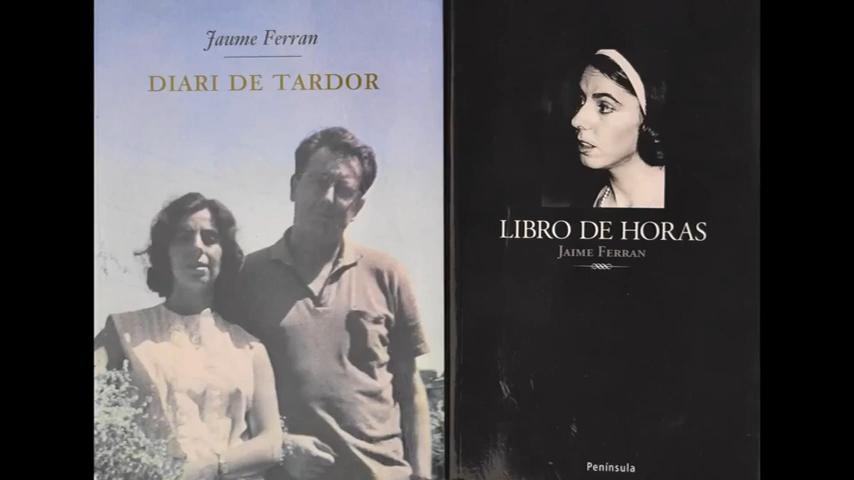 Jaume Ferran
DIARI DE TARDOR
LIBRO DE HORAS
JAIME FERRAN
Península